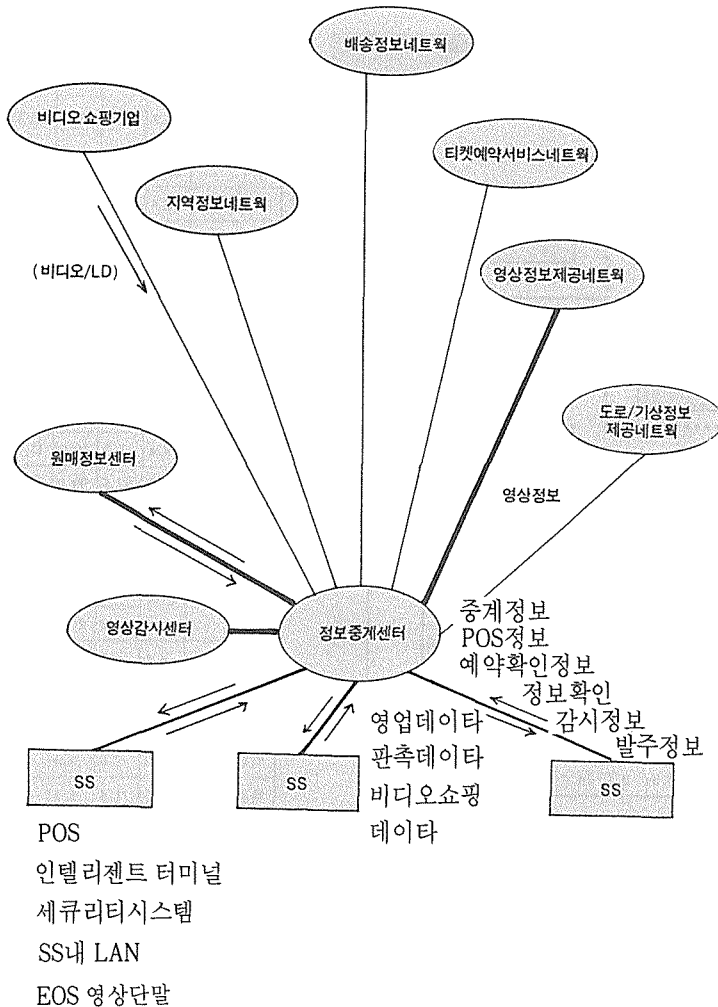 배송정보네트웍
비디오 쇼핑기업
티켓예약서비스네트웍
지역정보네트웍
(비디오/LD)
영상정보제공네트웍
도로/기상정보
제공네트웍
원매정보센터
영상정보
영상감시센터
정보중계센터
중계정보
POS정보
예약확인정보
정보확인
감시정보
발주정보
영업데이타
판촉데이타
비디오쇼핑
데이타
SS
SS
SS
POS
인텔리젠트 터미널
세큐리티시스템
SS내 LAN
EOS 영상단말